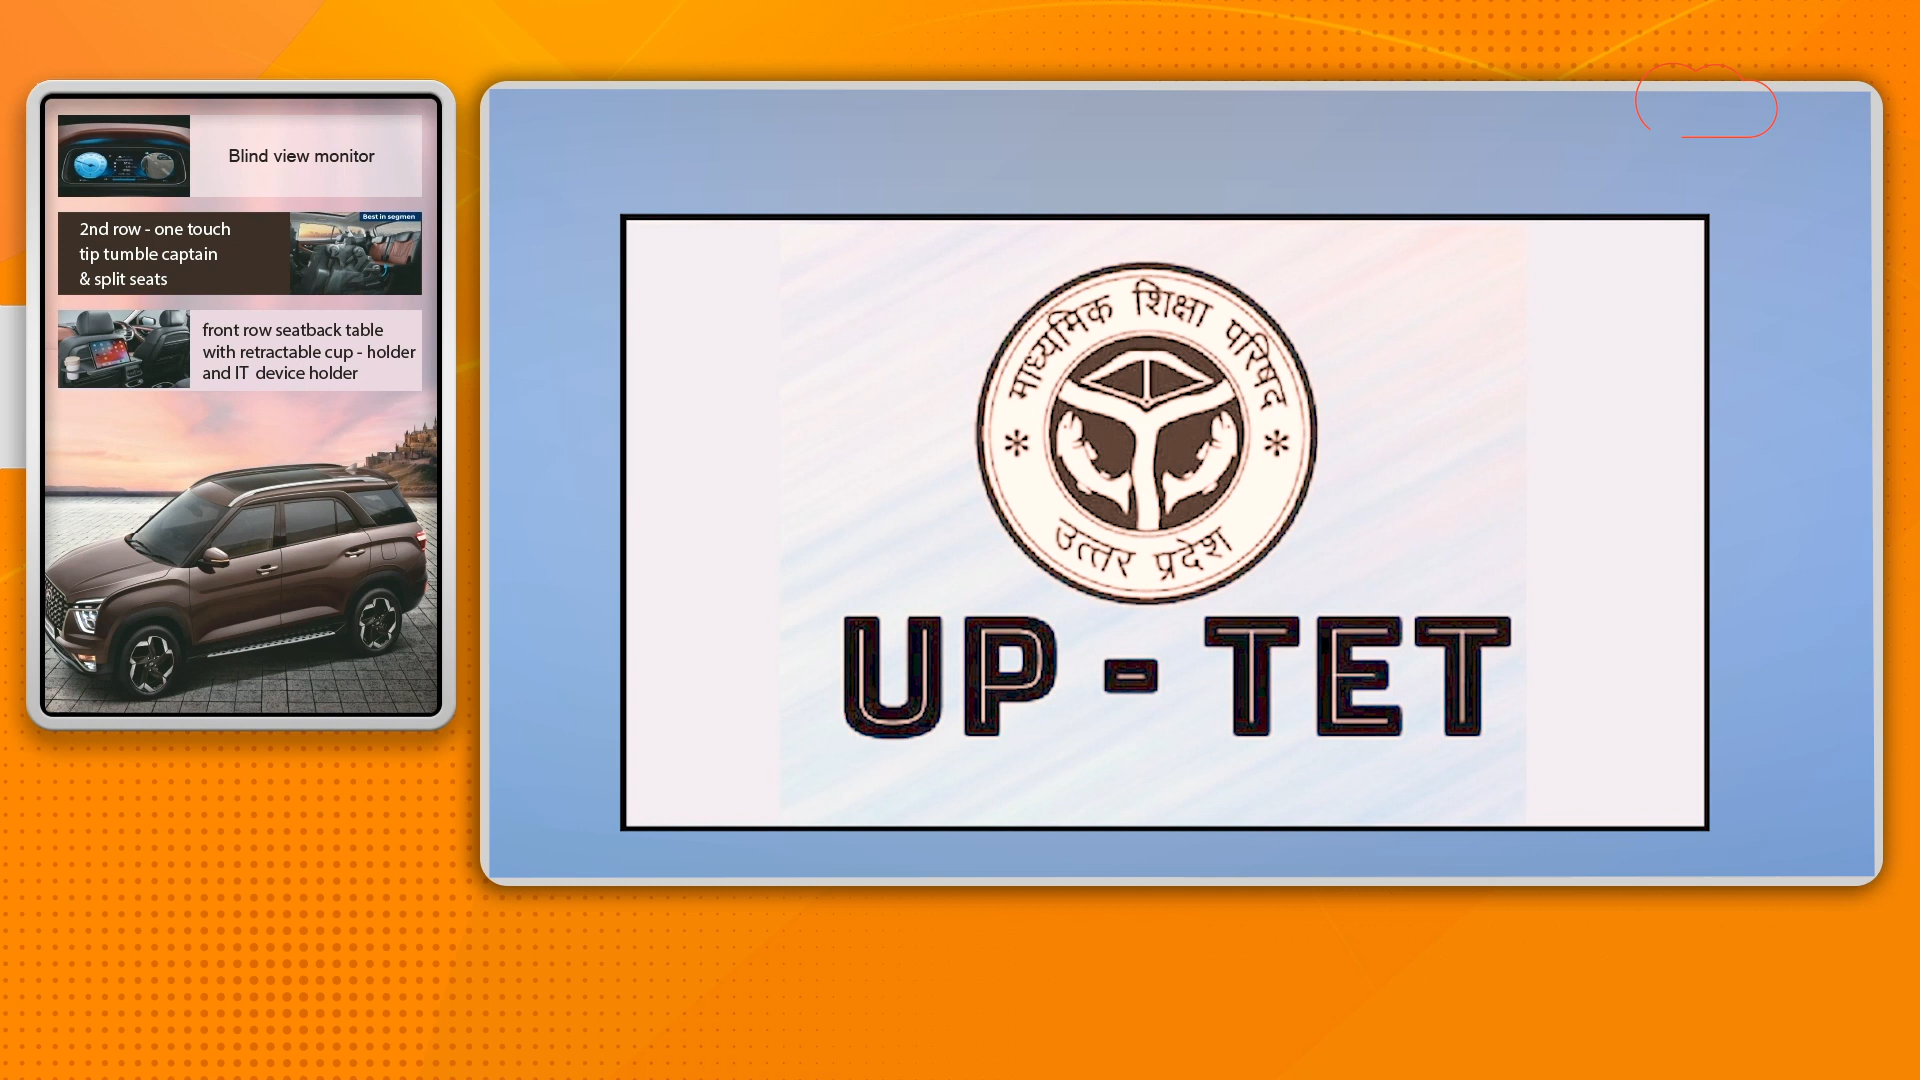 Blind view monitor
2nd row - one touch
tip tumble captain
& split seats
Best in segmen
front row seatback table
with retractable cup - holder
and IT device holder
माध्यमिक शिक्षा परिषद
उत्तर प्रदेश
UP - TET